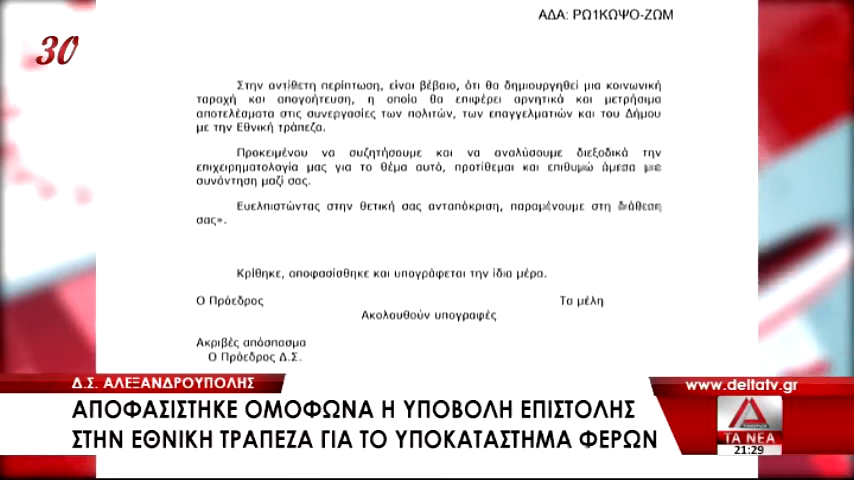 ΑΔΑ: ΡΩ1ΚΩΨΟ-ΖΩΜ
30
Στην αντίθετη περίπτωση, είναι βέβαιο, ότι θα δημιουργηθεί μια κοινωνική
ταραχή και απαγοήτευση, η οποία θα επιφέρει αρνητικά και μετρήσιμα
αποτελέσματα στις συνεργασίες των πολιτών, των επαγγελματιών και του Δήμου
με την Εθνική τράπεζα.
Προκειμένου να συζητήσουμε και να αναλύσουμε διεξοδικά την
επιχειρηματολογία μας για το θέμα αυτό, προτίθεμαι και επιθυμώ άμεσα μια
συνάντηση μαζί σας.
Ευελπιστώντας στην θετική σας ανταπόκριση, παραμένουμε στη διάθεση
σας».
Κρίθηκε, αποφασίσθηκε και υπαγράφεται την ίδια μέρα.
Ο Πρόεδρος Τα μέλη
Ακολουθούν υπογραφές
Ακριβές απόσπασμα
Ο Πρόεδρος Δ.Σ.
Δ.Σ. ΑΛΕΞΑΝΔΡΟΥΠΟΛΗΣ
www.deltatv.gr
ΑΠΟΦΑΣΙΣΤΗΚΕ ΟΜΟΦΩΝΑ Η ΥΠΟΒΟΛΗ ΕΠΙΣΤΟΛΗΣ
ΣΤΗΝ ΕΘΝΙΚΗ ΤΡΑΠΕΖΑ ΓΙΑ ΤΟ ΥΠΟΚΑΤΑΣΤΗΜΑ ΦΕΡΩΝ
ΤΑ ΝΕΑ
21:29